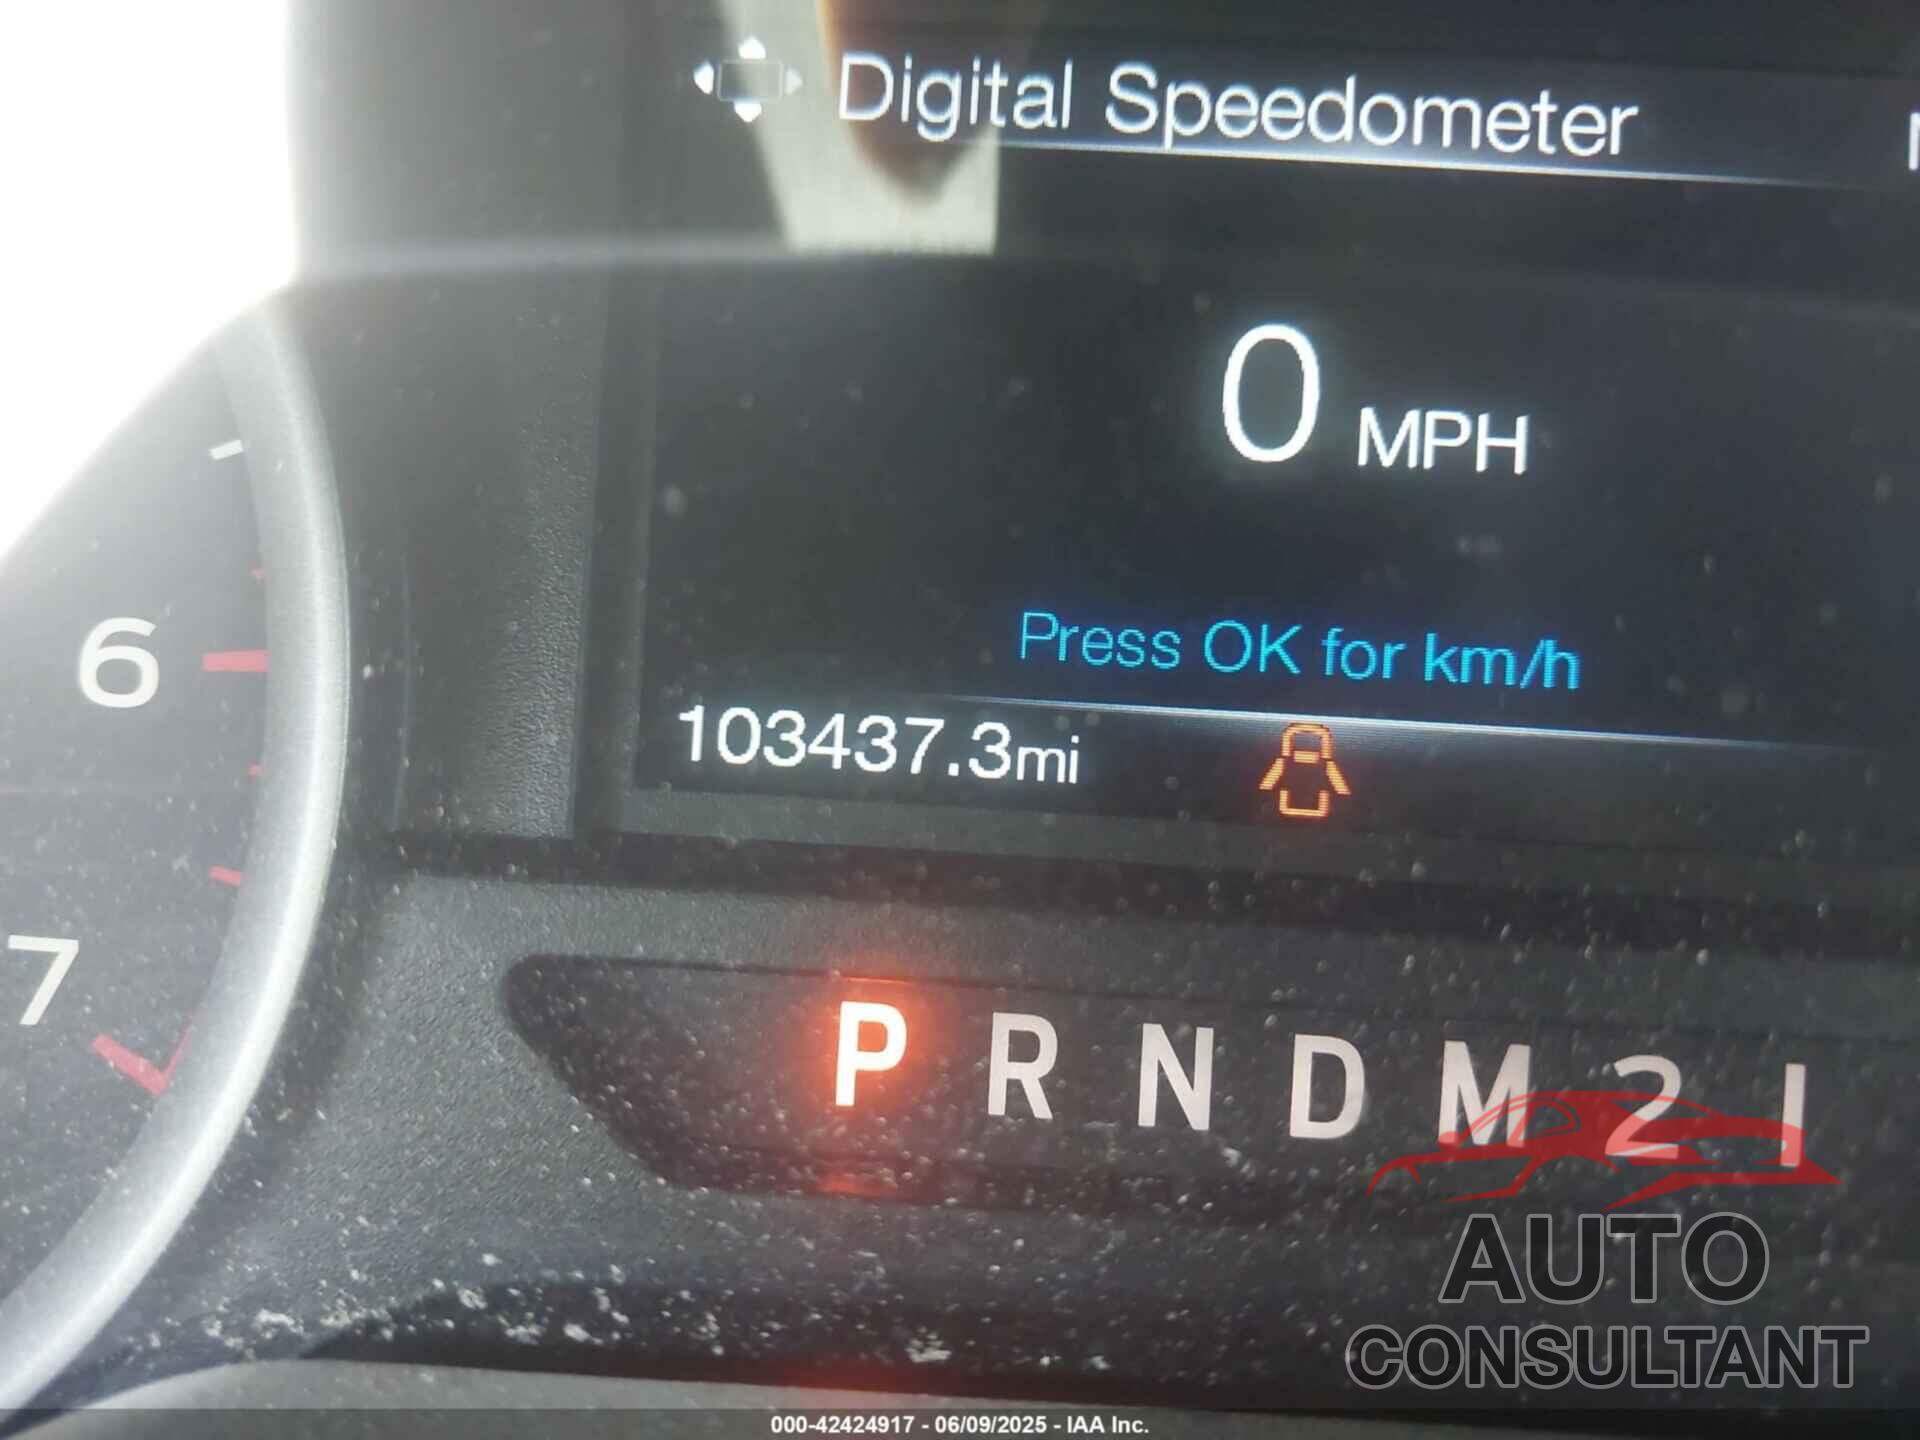 Digital Speedometer
0 MPH
Press OK for km/h
103437.3mi
6
7
P R N D M 2 1
AUTO
CONSULTANT
000-42424917 - 06/09/2025 - IAA Inc.